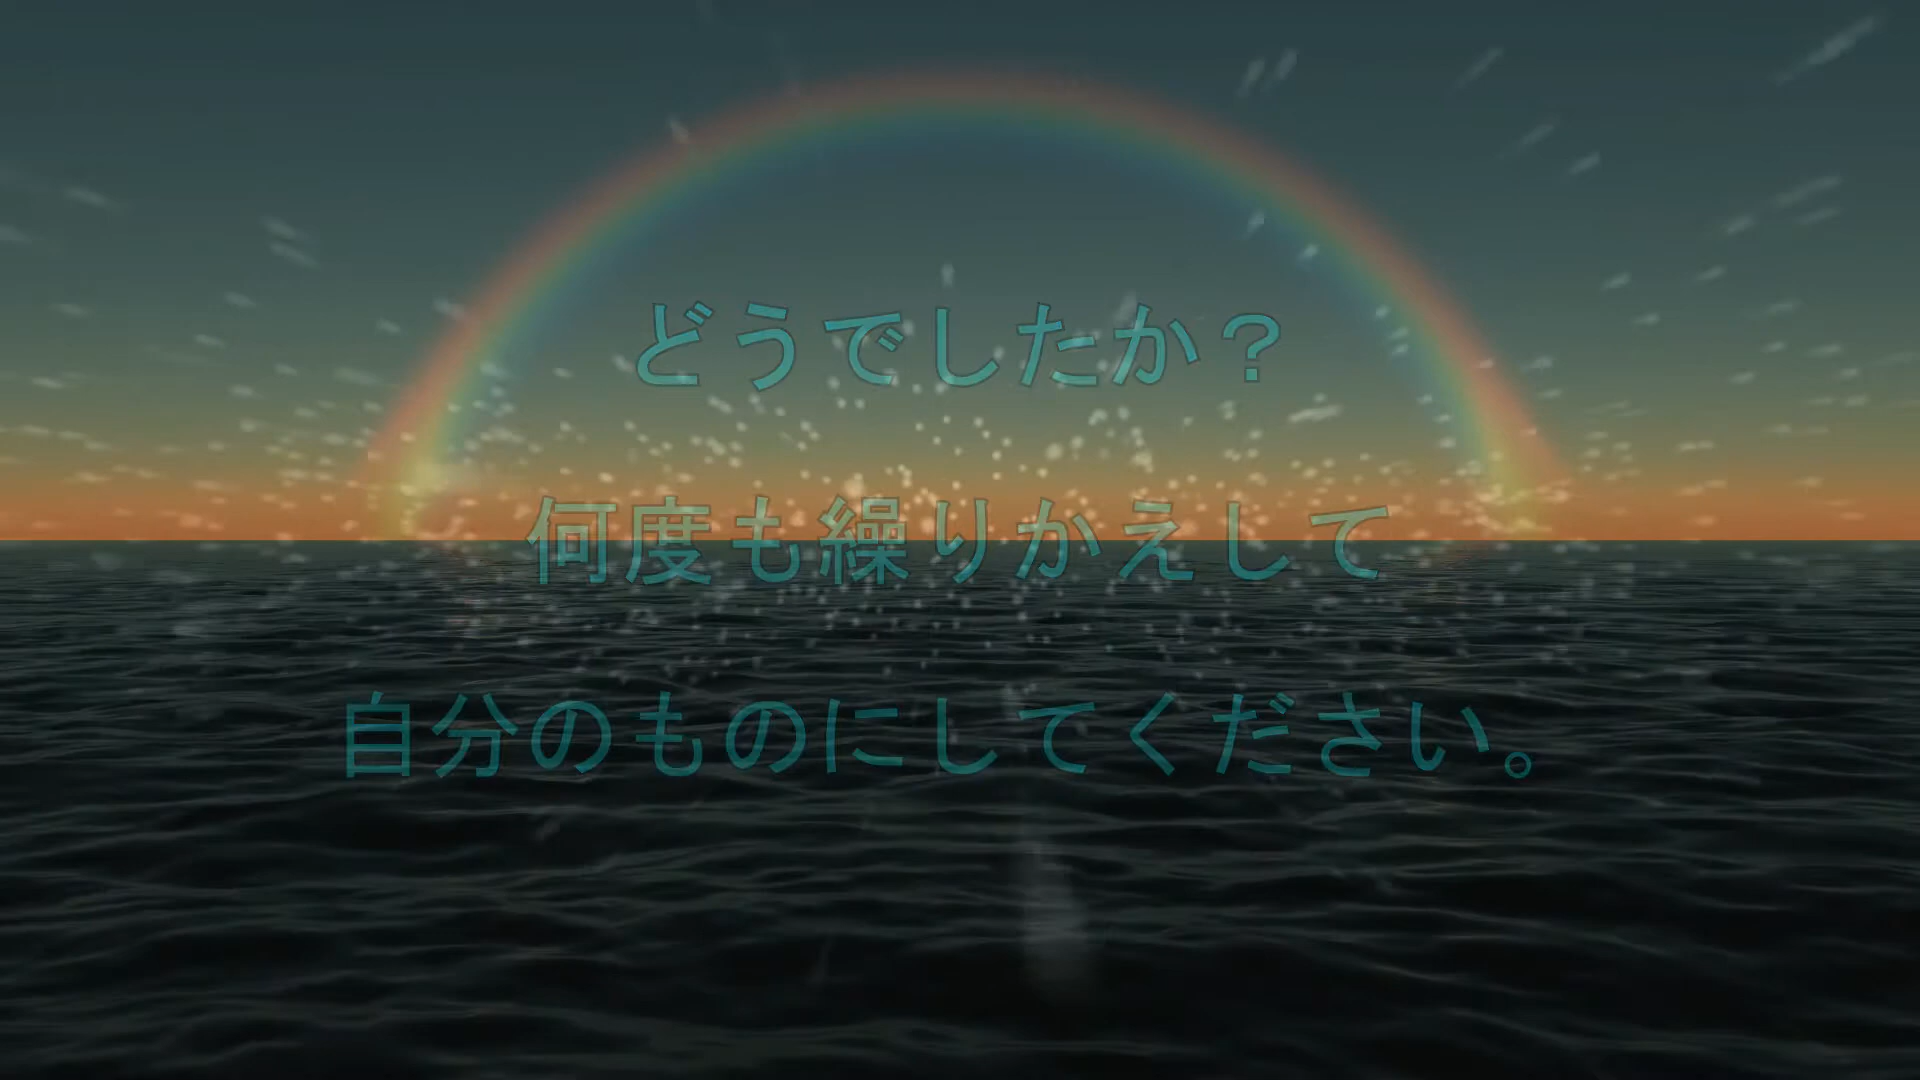 どうでしたか？
何度も繰りかえして
自分のものにしてください。